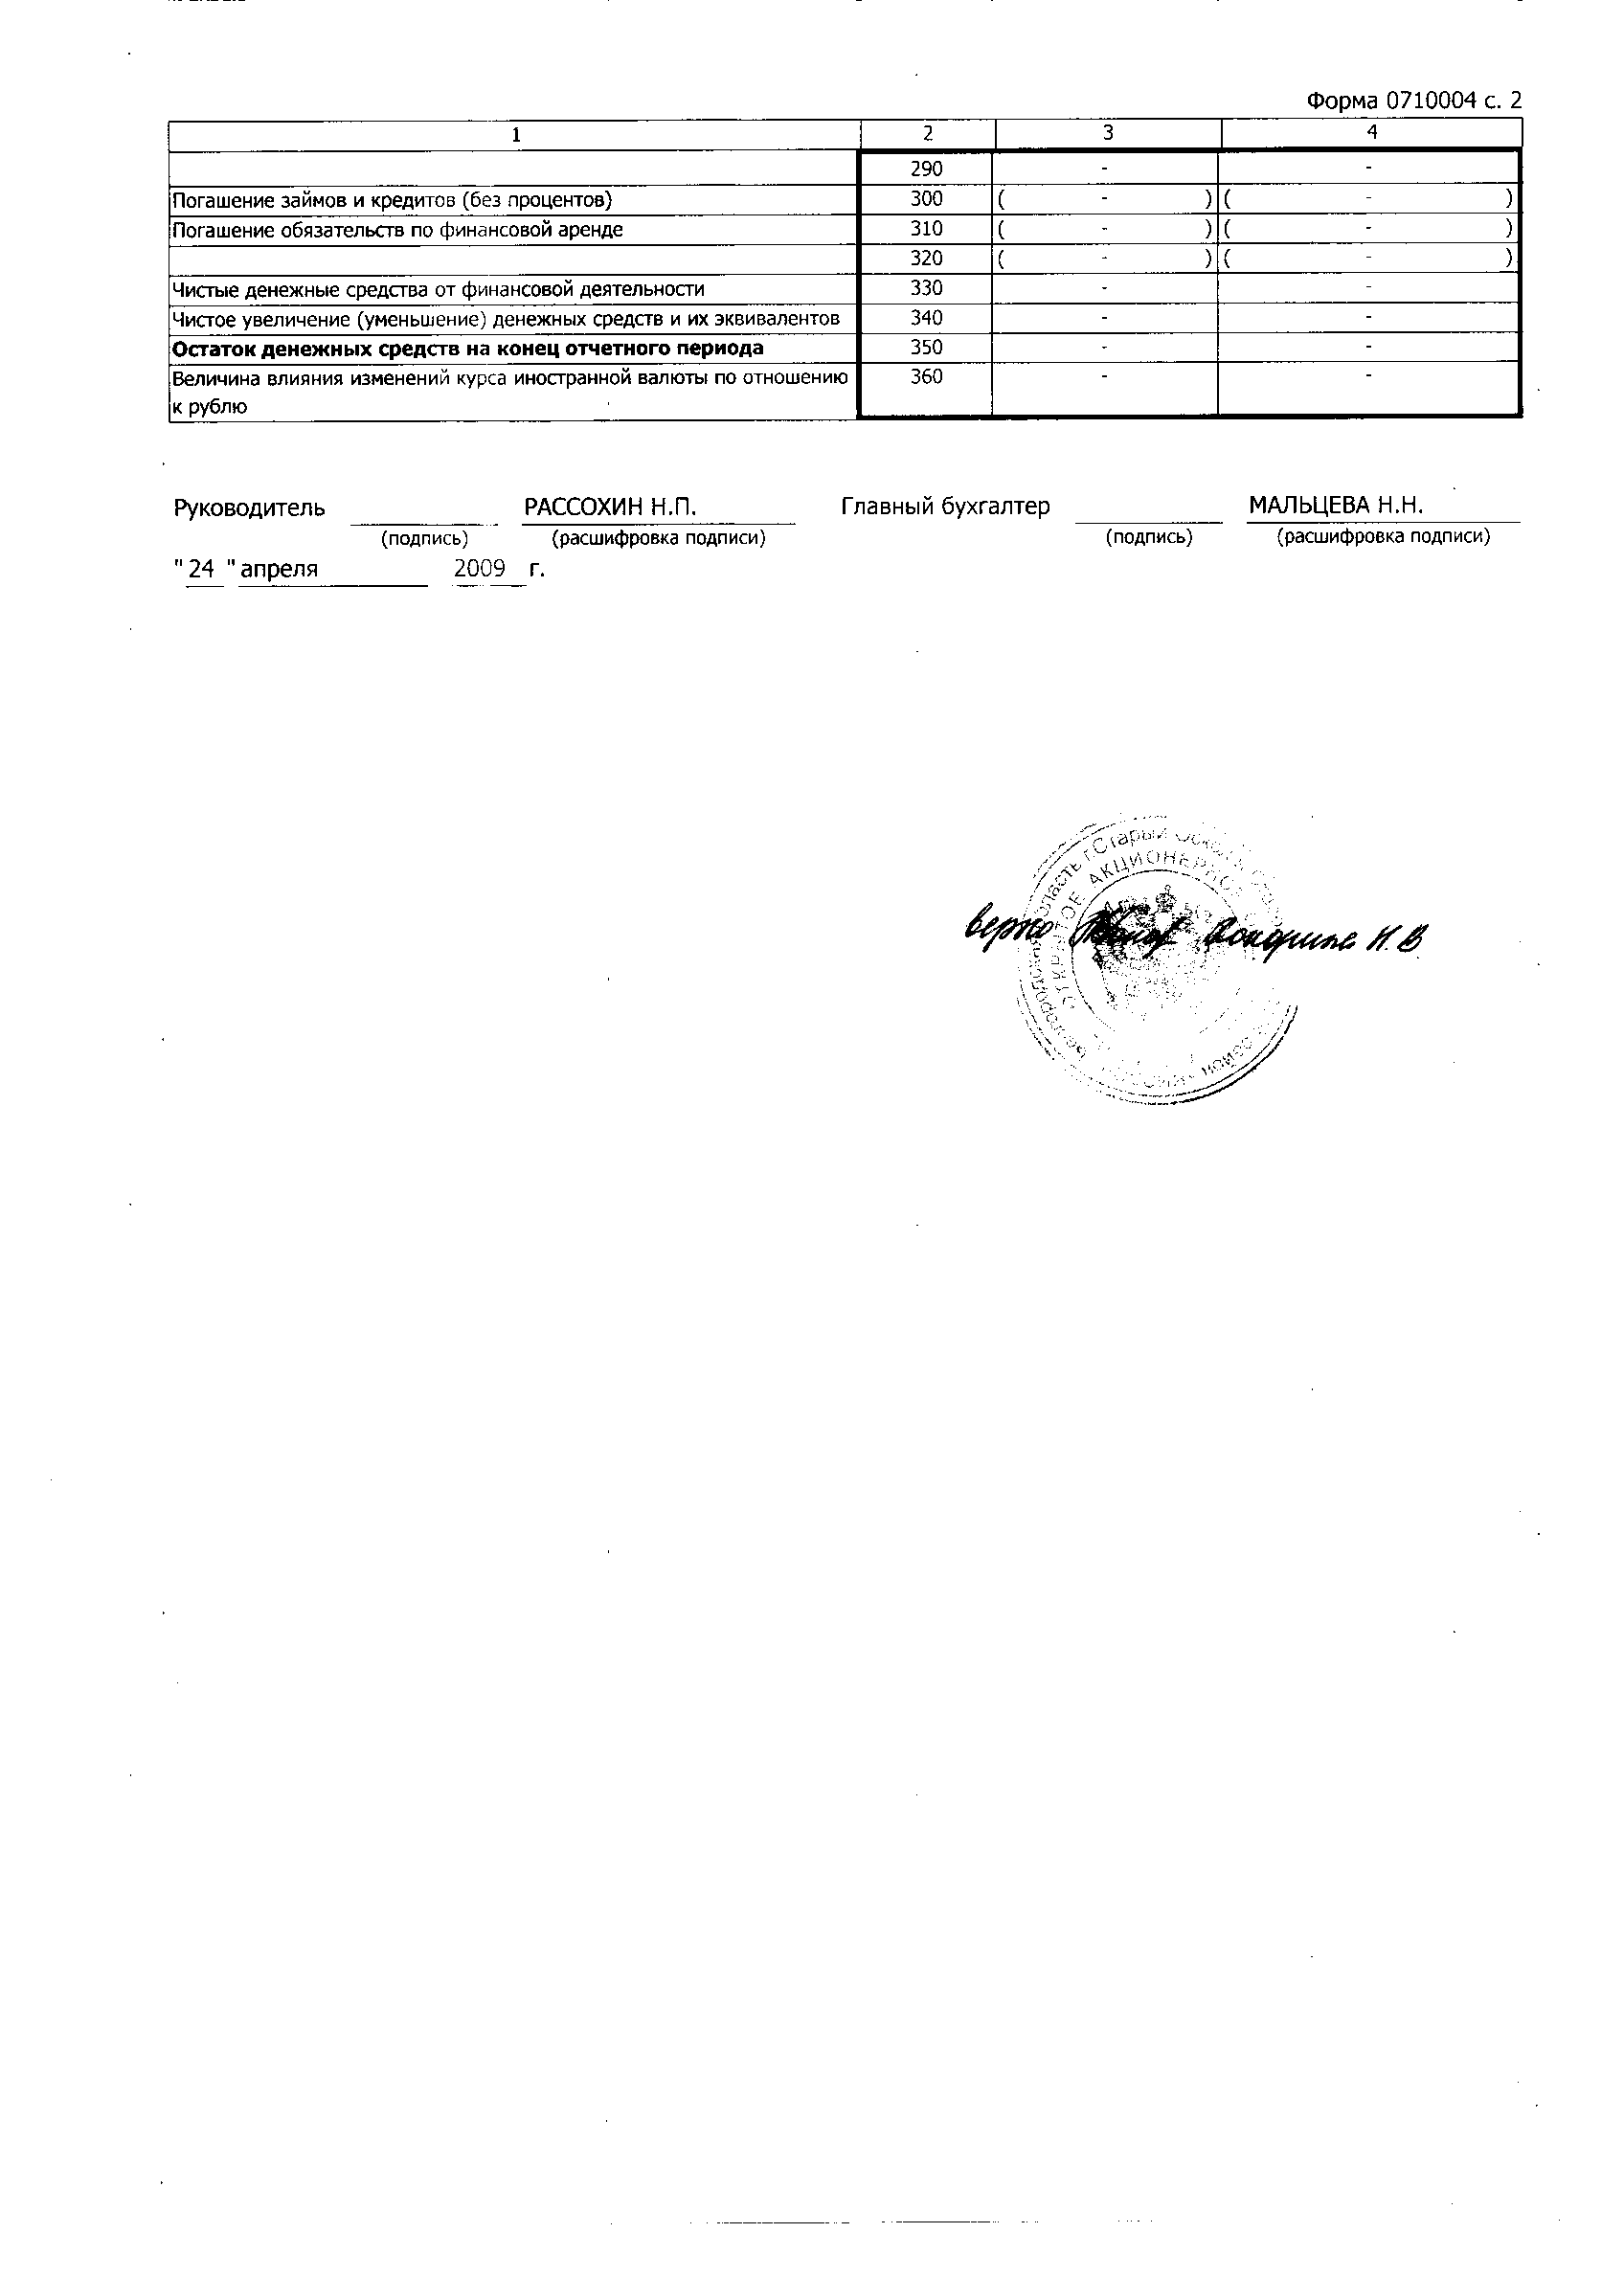 Форма 0710004 с. 2
1 2 3 4
290 - -
Погашение займов и кредитов (без процентов) 300 ( - ) ( - )
Погашение обязательств по финансовой аренде 310 ( - ) ( - )
320 ( - ) ( - )
Чистые денежные средства от финансовой деятельности 330 - -
Чистое увеличение (уменьшение) денежных средств и их эквивалентов 340 - -
Остаток денежных средств на конец отчетного периода 350 - -
Величина влияния изменений курса иностранной валюты по отношению 360 - -
к рублю
Руководитель РАССОХИН Н.П. Главный бухгалтер МАЛЬЦЕВА Н.Н.
(подпись) (расшифровка подписи) (подпись) (расшифровка подписи)
" 24 " апреля 2009 г.
г.Старый
АКЦИОНЕРНОЕ
верно Н.В